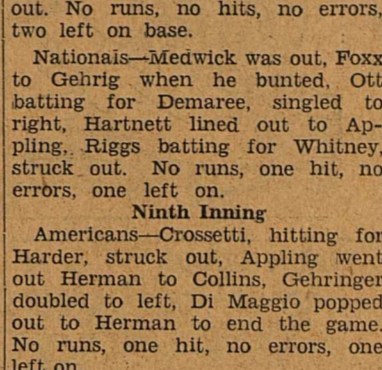 out. No runs, no hits, no errors,
two left on base.
Nationals—Medwick was out, Foxx
to Gehrig when he bunted, Ott
batting for Demaree, singled to
right, Hartnett lined out to Ap-
pling, Riggs batting for Whitney,
struck out. No runs, one hit, no
errors, one left on.
Ninth Inning
Americans—Crossetti, hitting for
Harder, struck out, Appling went
out Herman to Collins, Gehringer
doubled to left, Di Maggio popped
out to Herman to end the game.
No runs, one hit, no errors, one
left on